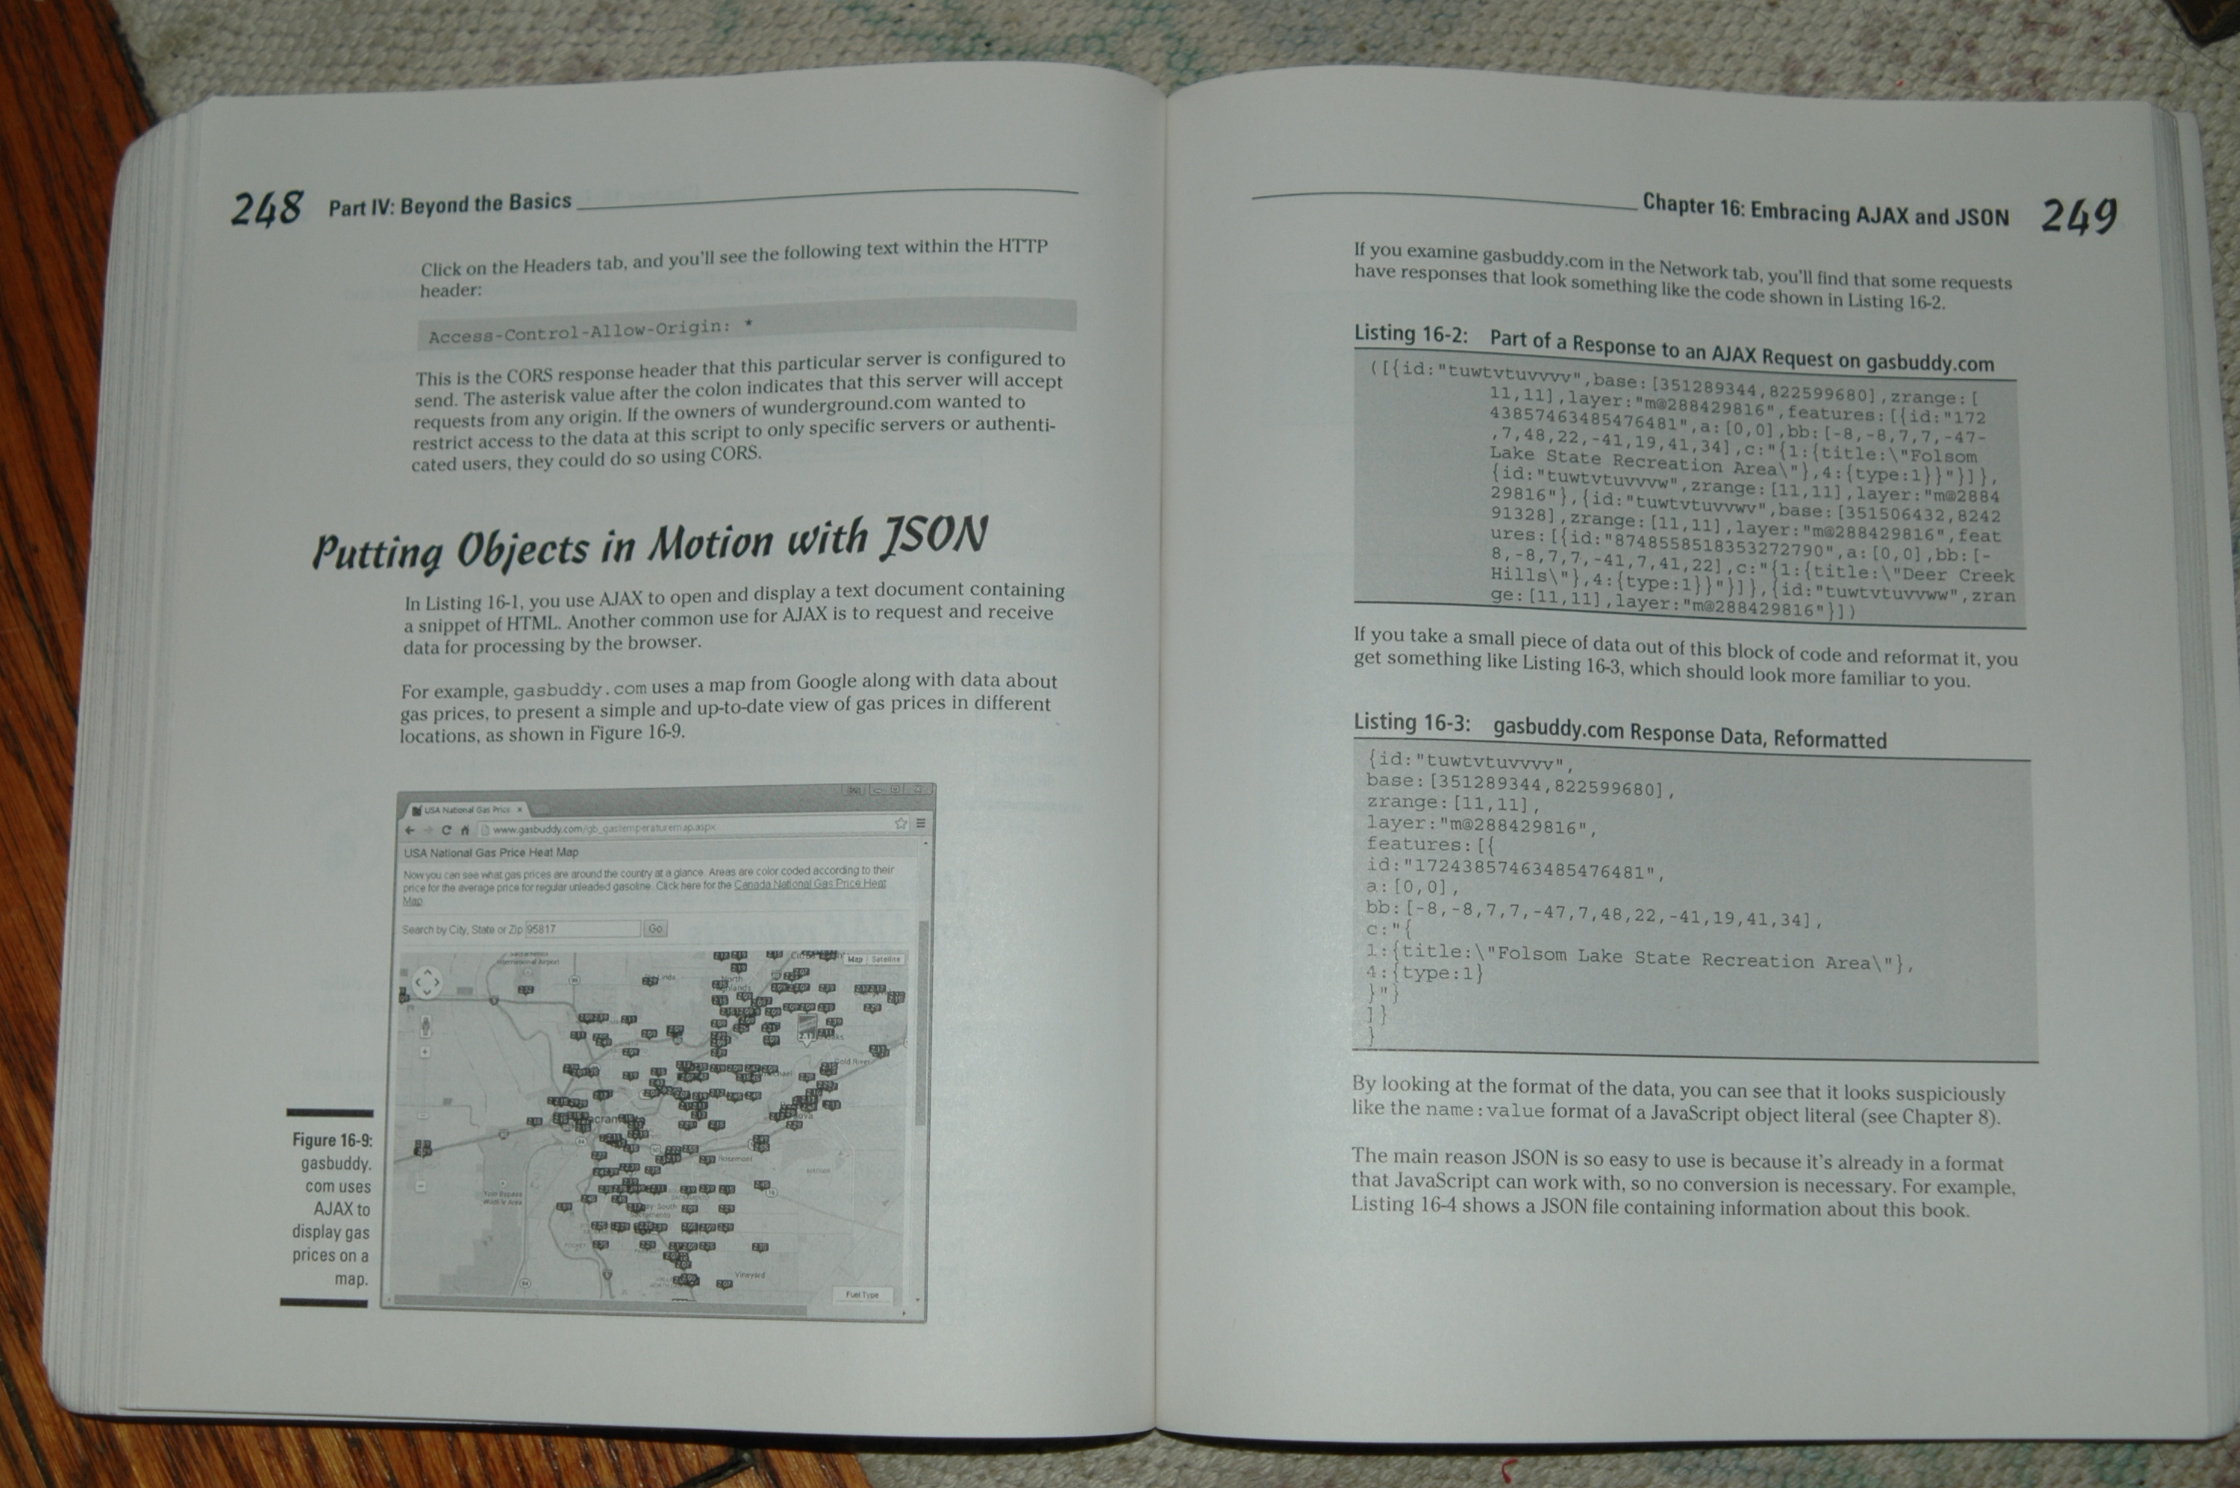 248 Part IV: Beyond the Basics
Click on the Headers tab, and you'll see the following text within the HTTP
header:
Access-Control-Allow-Origin: *
This is the CORS response header that this particular server is configured to
send. The asterisk value after the colon indicates that this server will accept
requests from any origin. If the owners of wunderground.com wanted to
restrict access to the data at this script to only specific servers or authenti-
cated users, they could do so using CORS.
Putting Objects in Motion with JSON
In Listing 16-1, you use AJAX to open and display a text document containing
a snippet of HTML. Another common use for AJAX is to request and receive
data for processing by the browser.
For example, gasbuddy.com uses a map from Google along with data about
gas prices, to present a simple and up-to-date view of gas prices in different
locations, as shown in Figure 16-9.
USA National Gas Price
www.gasbuddy.com/gb_gastemperaturemap.aspx
USA National Gas Price Heat Map
Now you can see what gas prices are around the country at a glance. Areas are color coded according to their
price for the average price for regular unleaded gasoline. Click here for the Canada National Gas Price Heat
Map
Search by City, State or Zip 95817 Go
Map Satellite
Rosemont
Vineyard
Fuel Type
Figure 16-9:
gasbuddy.
com uses
AJAX to
display gas
prices on a
map.
Chapter 16: Embracing AJAX and JSON 249
If you examine gasbuddy.com in the Network tab, you'll find that some requests
have responses that look something like the code shown in Listing 16-2.
Listing 16-2: Part of a Response to an AJAX Request on gasbuddy.com
([{id:"tuwtvtuvvvv",base:[351289344,822599680],zrange:[
11,11],layer:"m@288429816",features:[{id:"172
43857463485476481",a:[0,0],bb:[-8,-8,7,7,-47-
,7,48,22,-41,19,41,34],c:"{1:{title:\"Folsom
Lake State Recreation Area\"},4:{type:1}}"}]},
{id:"tuwtvtuvvvw",zrange:[11,11],layer:"m@2884
29816"},{id:"tuwtvtuvvwv",base:[351506432,8242
91328],zrange:[11,11],layer:"m@288429816",feat
ures:[{id:"8748558518353272790",a:[0,0],bb:[-
8,-8,7,7,-41,7,41,22],c:"{1:{title:\"Deer Creek
Hills\"},4:{type:1}}"}]},{id:"tuwtvtuvvww",zran
ge:[11,11],layer:"m@288429816"}])
If you take a small piece of data out of this block of code and reformat it, you
get something like Listing 16-3, which should look more familiar to you.
Listing 16-3: gasbuddy.com Response Data, Reformatted
{id:"tuwtvtuvvvv",
base:[351289344,822599680],
zrange:[11,11],
layer:"m@288429816",
features:[{
id:"17243857463485476481",
a:[0,0],
bb:[-8,-8,7,7,-47,7,48,22,-41,19,41,34],
c:"{
1:{title:\"Folsom Lake State Recreation Area\"},
4:{type:1}
}"}
]}
}
By looking at the format of the data, you can see that it looks suspiciously
like the name:value format of a JavaScript object literal (see Chapter 8).
The main reason JSON is so easy to use is because it's already in a format
that JavaScript can work with, so no conversion is necessary. For example,
Listing 16-4 shows a JSON file containing information about this book.